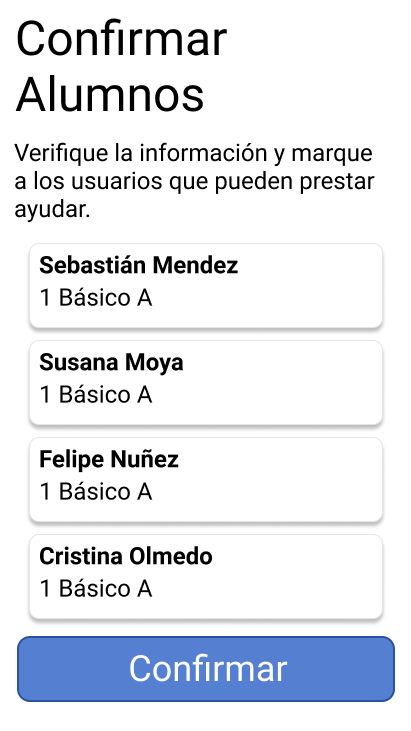 Confirmar
Alumnos
Verifique la información y marque
a los usuarios que pueden prestar
ayudar.
Sebastián Mendez
1 Básico A
Susana Moya
1 Básico A
Felipe Nuñez
1 Básico A
Cristina Olmedo
1 Básico A
Confirmar